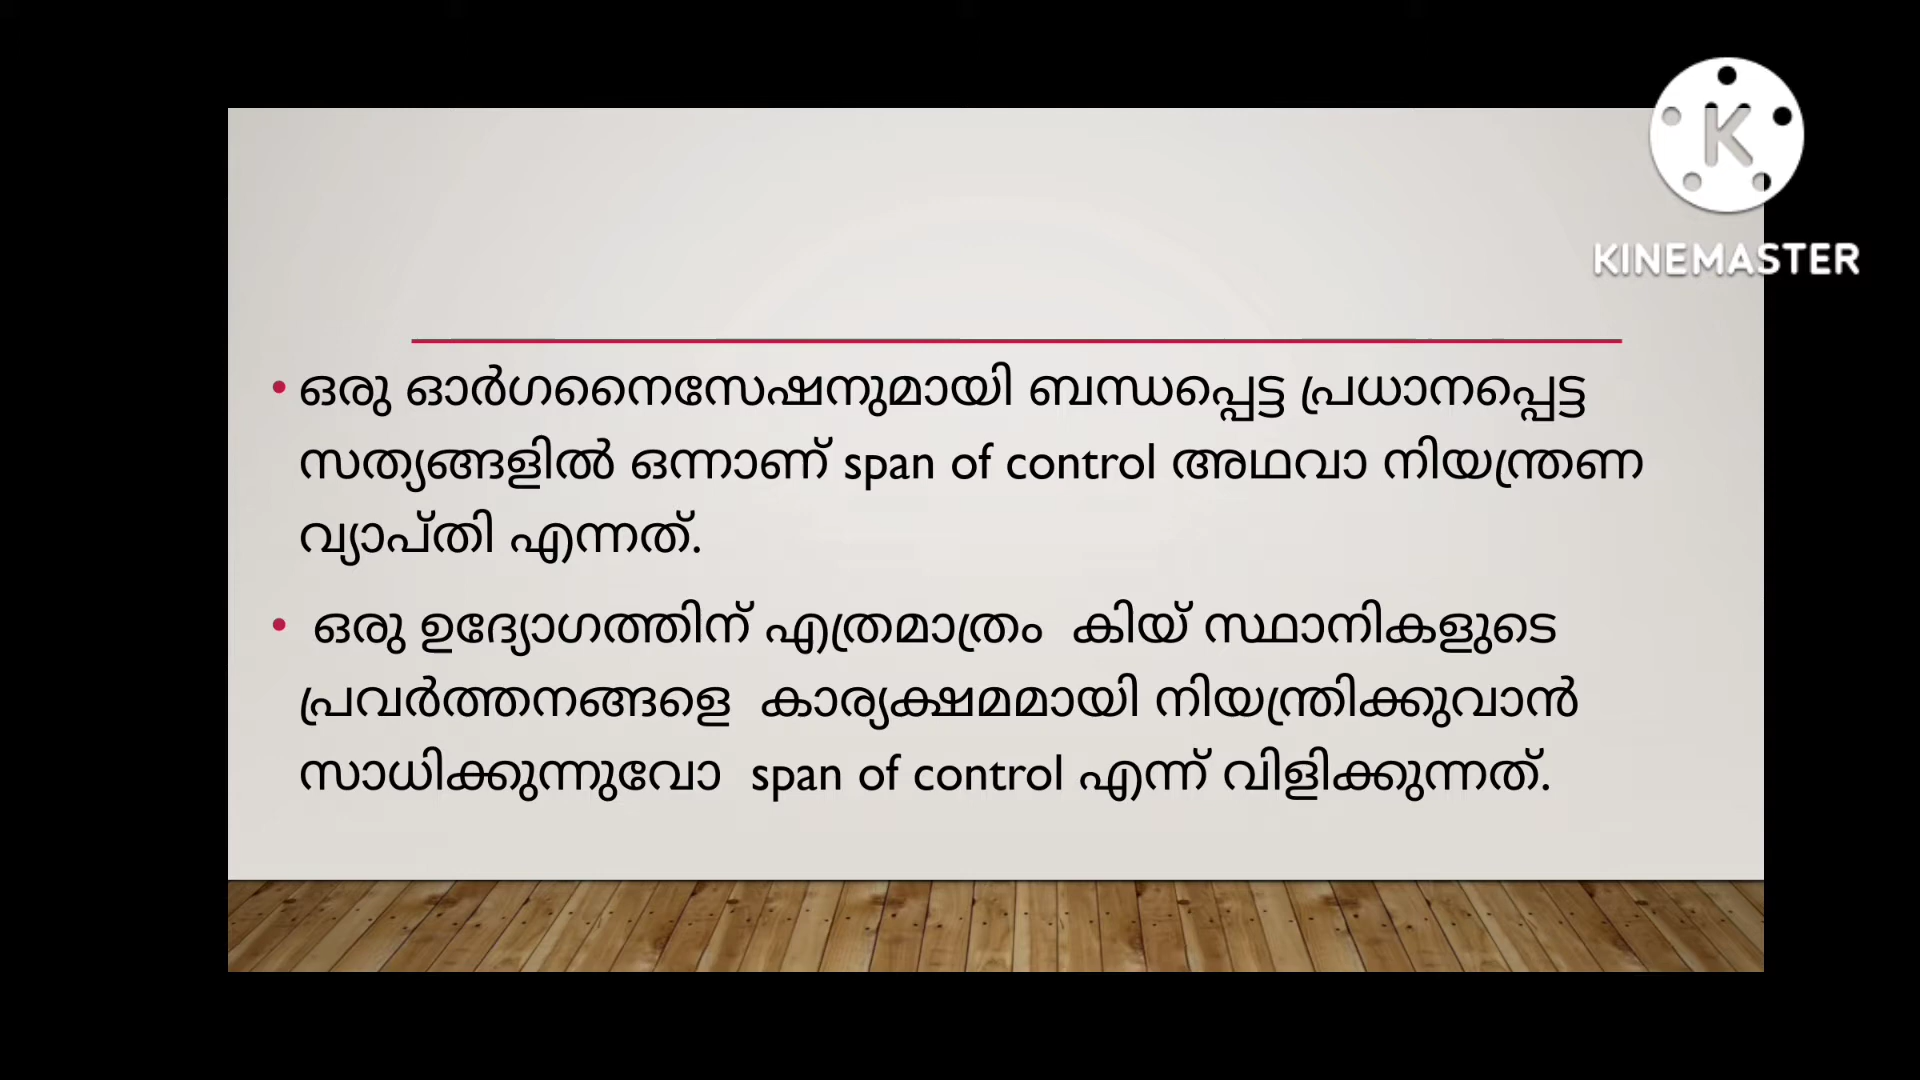 KINEMASTER
• ഒരു ഓർഗനൈസേഷനുമായി ബന്ധപ്പെട്ട പ്രധാനപ്പെട്ട
സത്യങ്ങളിൽ ഒന്നാണ് span of control അഥവാ നിയന്ത്രണ
വ്യാപ്തി എന്നത്.
• ഒരു ഉദ്യോഗത്തിന് എത്രമാത്രം കിയ് സ്ഥാനികളുടെ
പ്രവർത്തനങ്ങളെ കാര്യക്ഷമമായി നിയന്ത്രിക്കുവാൻ
സാധിക്കുന്നുവോ span of control എന്ന് വിളിക്കുന്നത്.